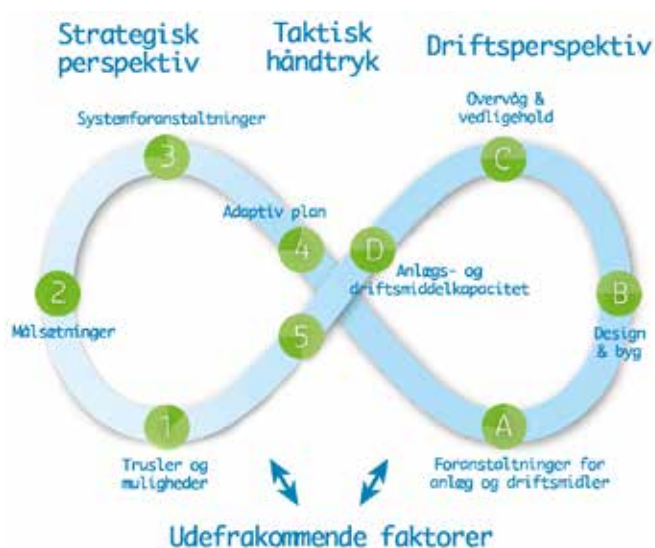 Strategisk
perspektiv
Taktisk
håndtryk
Driftsperspektiv
Systemforanstaltninger
3
Overvåg &
vedligehold
C
Adaptiv plan
4
D
Anlægs- og
driftsmiddelkapacitet
2
Målsætninger
5
B
Design
& byg
1
Trusler og
muligheder
A
Foranstaltninger for
anlæg og driftsmidler
Udefrakommende faktorer